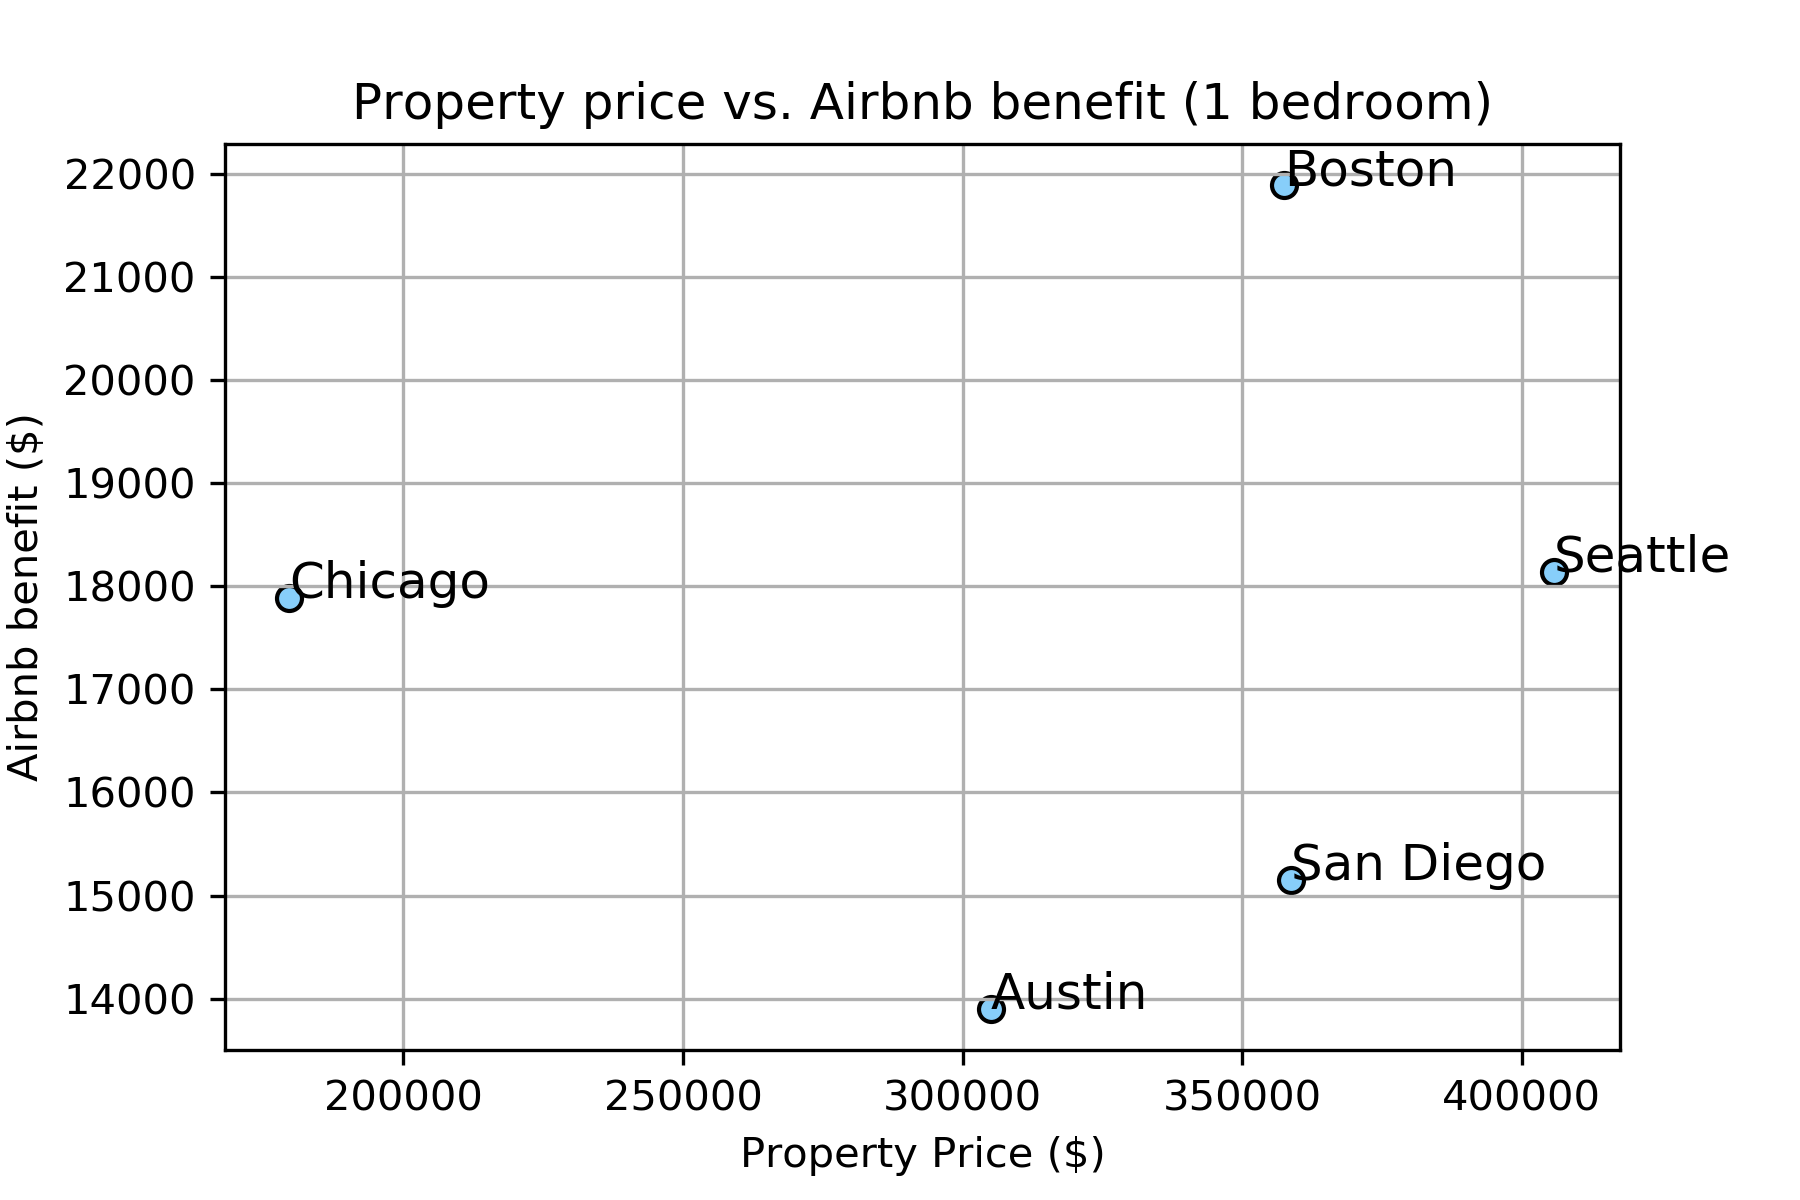 Property price vs. Airbnb benefit (1 bedroom)
Airbnb benefit ($)
22000
21000
20000
19000
18000
17000
16000
15000
14000
Boston
Seattle
Chicago
San Diego
Austin
200000 250000 300000 350000 400000
Property Price ($)